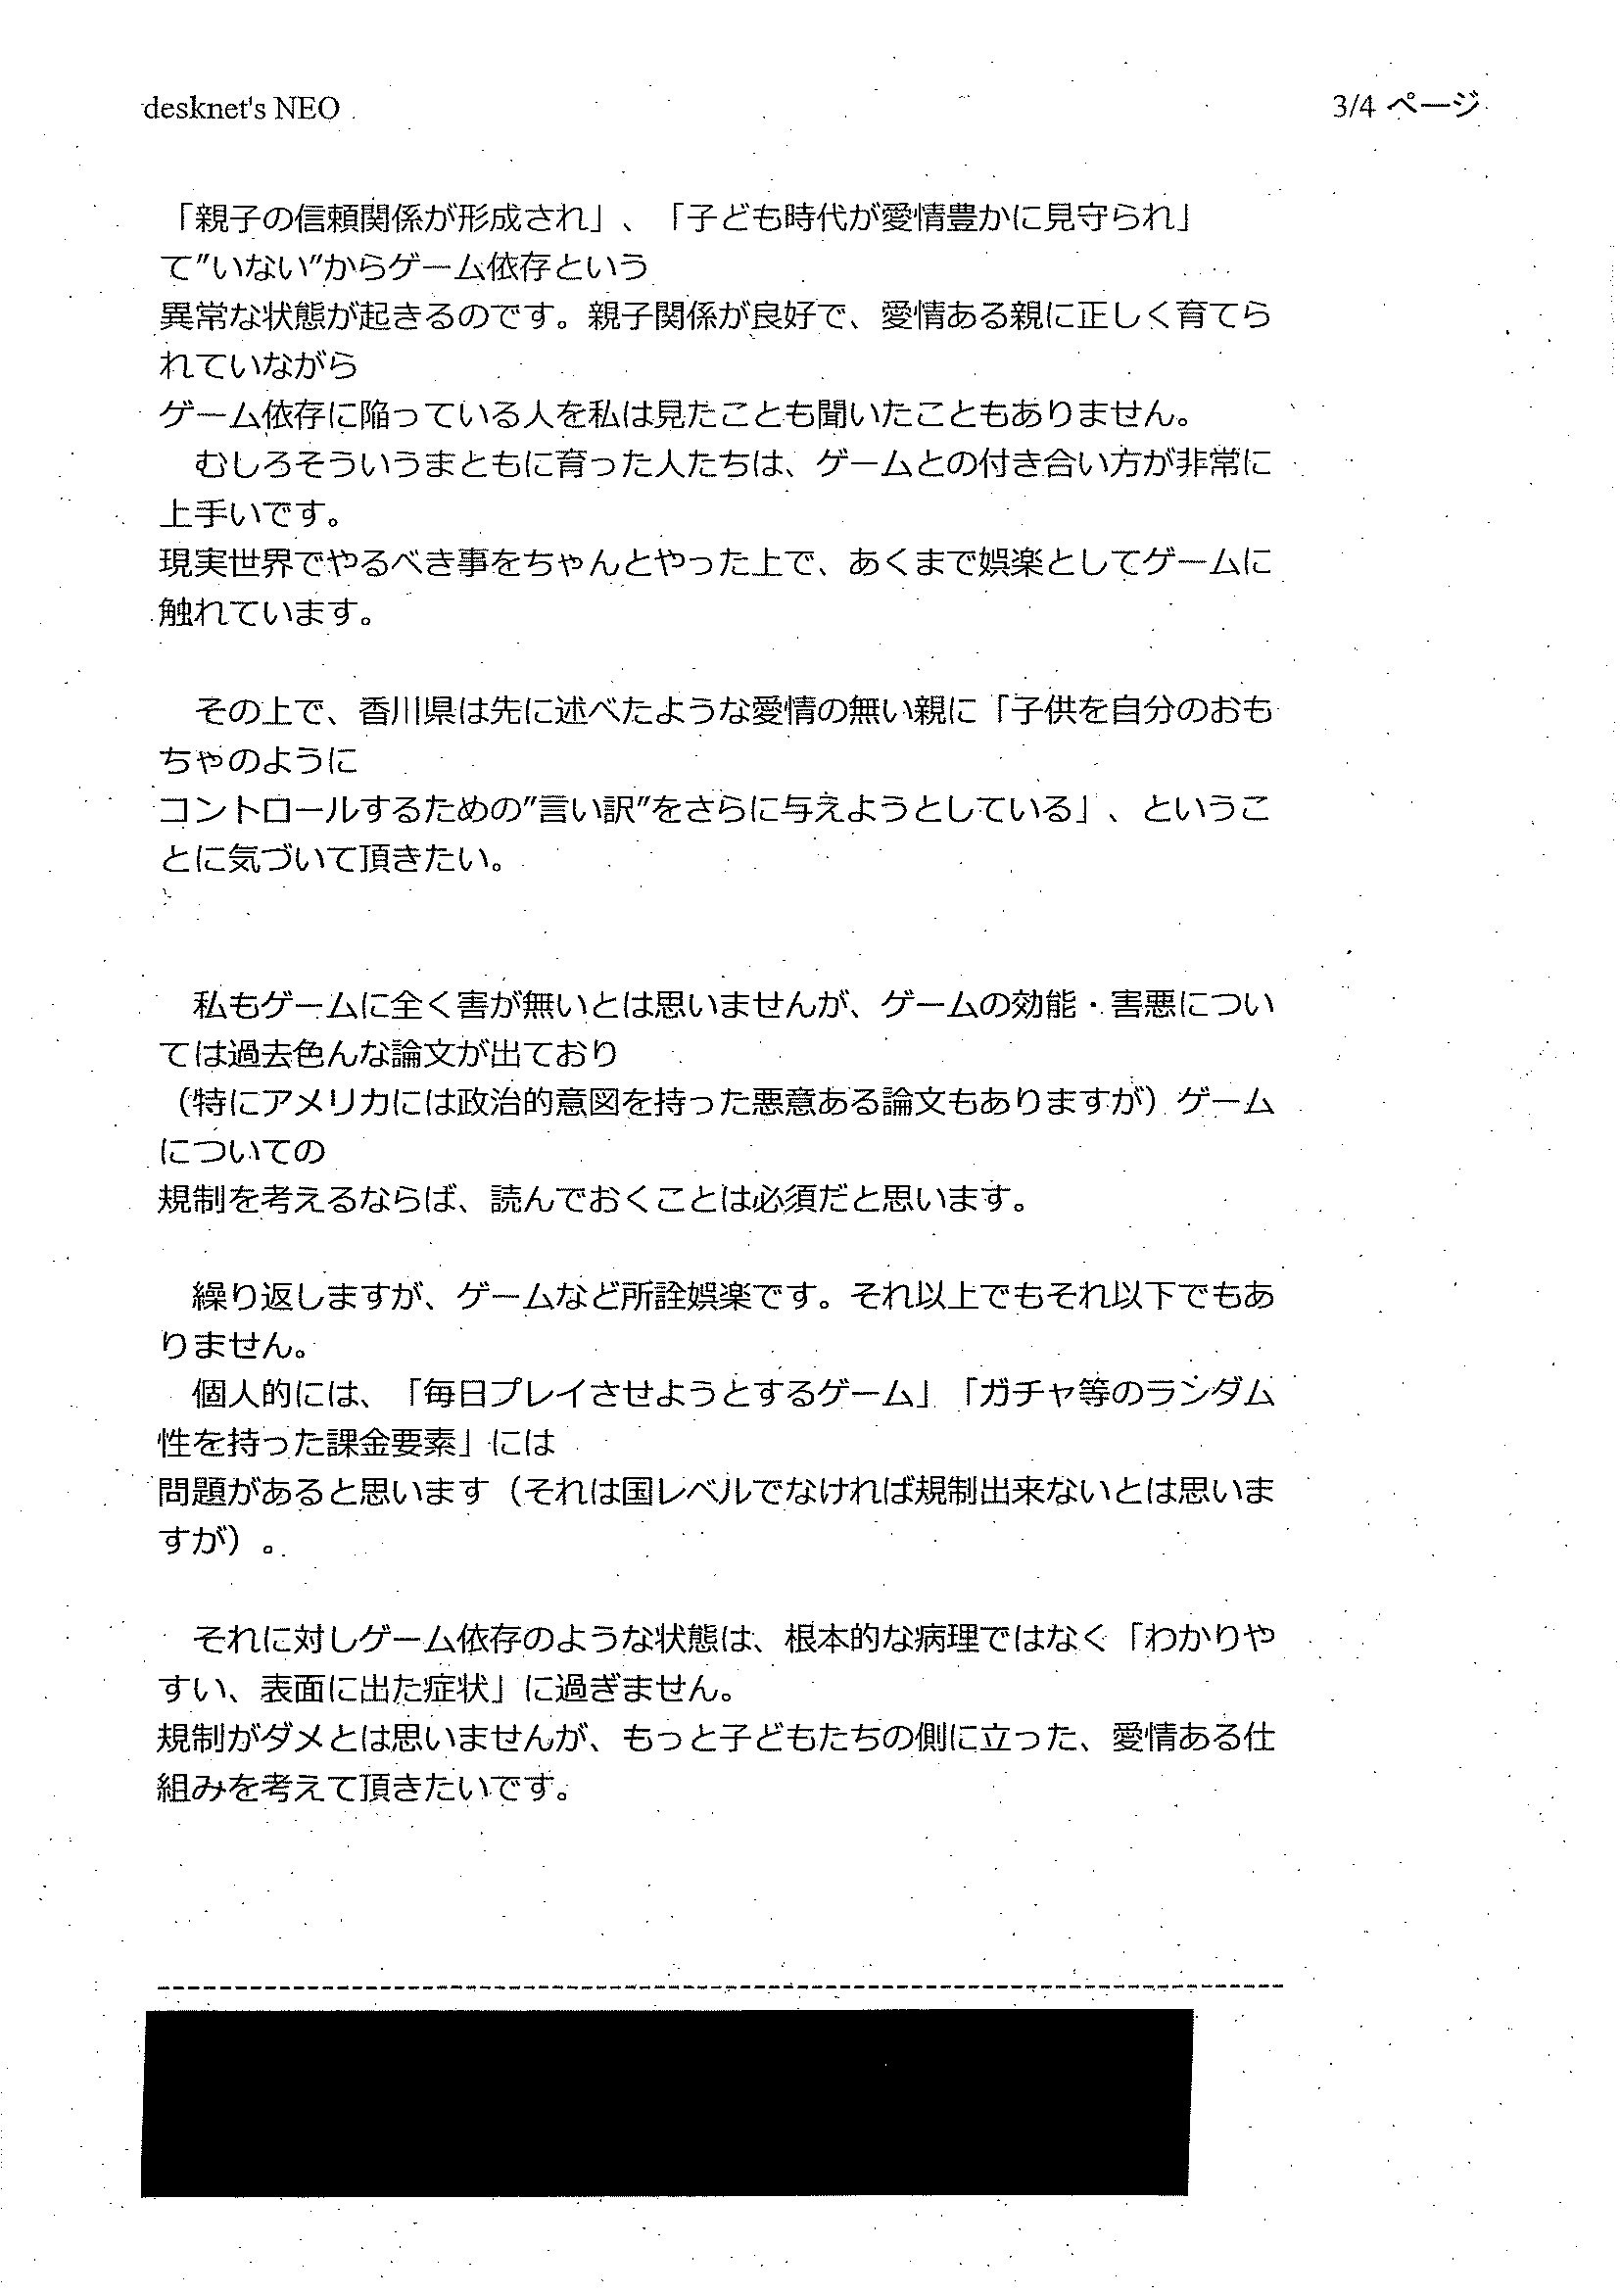 desknet's NEO
3/4 ページ
「親子の信頼関係が形成され」、「子ども時代が愛情豊かに見守られ」
て"いない"からゲーム依存という
異常な状態が起きるのです。親子関係が良好で、愛情ある親に正しく育てら
れていながら
ゲーム依存に陥っている人を私は見たことも聞いたこともありません。
　むしろそういうまともに育った人たちは、ゲームとの付き合い方が非常に
上手いです。
現実世界でやるべき事をちゃんとやった上で、あくまで娯楽としてゲームに
触れています。
　その上で、香川県は先に述べたような愛情の無い親に「子供を自分のおも
ちゃのように
コントロールするための"言い訳"をさらに与えようとしている」、というこ
とに気づいて頂きたい。
　私もゲームに全く害が無いとは思いませんが、ゲームの効能・害悪につい
ては過去色んな論文が出ており
（特にアメリカには政治的意図を持った悪意ある論文もありますが）ゲーム
についての
規制を考えるならば、読んでおくことは必須だと思います。
　繰り返しますが、ゲームなど所詮娯楽です。それ以上でもそれ以下でもあ
りません。
　個人的には、「毎日プレイさせようとするゲーム」「ガチャ等のランダム
性を持った課金要素」には
問題があると思います（それは国レベルでなければ規制出来ないとは思いま
すが）。
　それに対しゲーム依存のような状態は、根本的な病理ではなく「わかりや
すい、表面に出た症状」に過ぎません。
規制がダメとは思いませんが、もっと子どもたちの側に立った、愛情ある仕
組みを考えて頂きたいです。